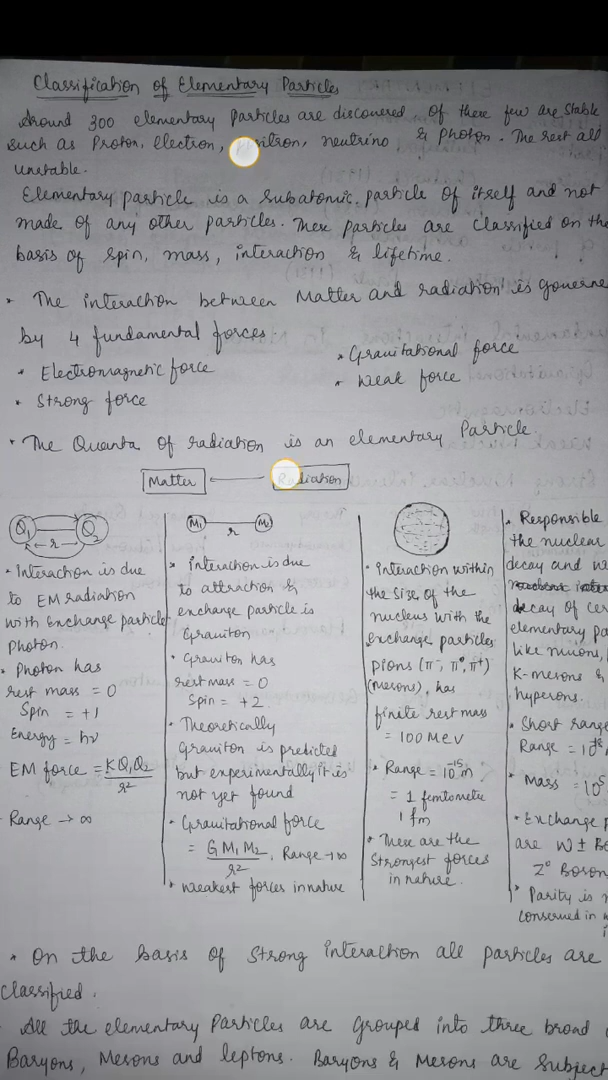 Classification of Elementary Particles
Around 300 elementary particles are discovered of these few are stable
such as Proton, electron, neutrino & photon. The rest all
unstable.
Elementary particle is a subatomic particle of itself and not
made of any other particles. These particles are classified on the
basis of spin, mass, interaction & lifetime.
• The interaction between Matter and radiation is governe
by 4 fundamental forces.
• Electromagnetic force
• Strong force
• Gravitational force
• Weak force
• The Quanta of radiation is an elementary Particle
Matter ← Radiation
Q1 Q2
← r →
• Interaction is due
to EM radiation
with Exchange particle
Photon.
• Photon has
rest mass = 0
Spin = +1
Energy = hν
EM force = KQ1Q2/r²
Range → ∞
M1 M2
r
• Interaction is due
to attraction &
exchange particle is
Graviton
• Graviton has
rest mass = 0
Spin = +2
• Theoretically
Graviton is predicted
but experimentally it is
not yet found
• Gravitational force
= G M1 M2/r², Range → ∞
• Weakest forces in nature
• Interaction within
the size of the
nucleus with the
exchange particles
pions (π⁻, π⁰, π⁺)
(mesons), has
finite rest mass
= 100 MeV
• Range = 10⁻¹⁵m
= 1 femtometre
1 fm
• These are the
strongest forces
in nature.
• Responsible
the nuclear
decay and
decay of cer
elementary pa
like muons,
K-mesons &
hyperons.
• Short range
Range = 10
• Mass = 10
• Exchange p
are W± Bo
Z⁰ Boson
• Parity is n
conserved in w
• On the basis of strong interaction all particles are
classified.
All the elementary particles are grouped into three broad
Baryons, Mesons and leptons. Baryons & Mesons are subject